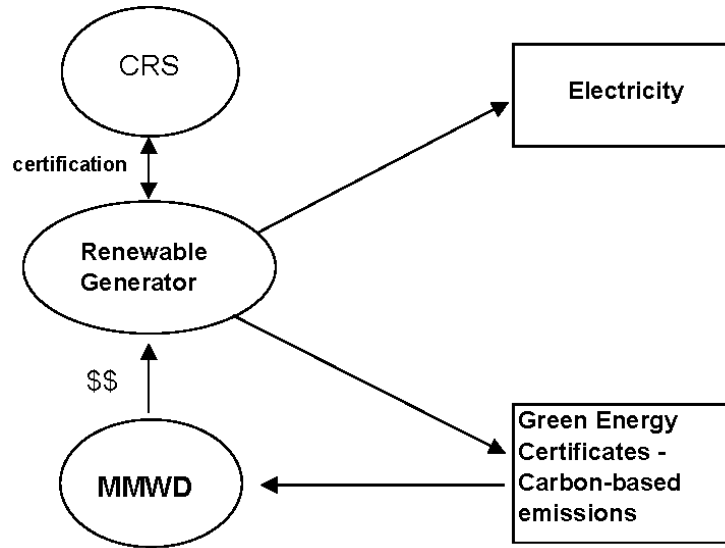 CRS
Electricity
certification
Renewable
Generator
$$
MMWD
Green Energy
Certificates -
Carbon-based
emissions